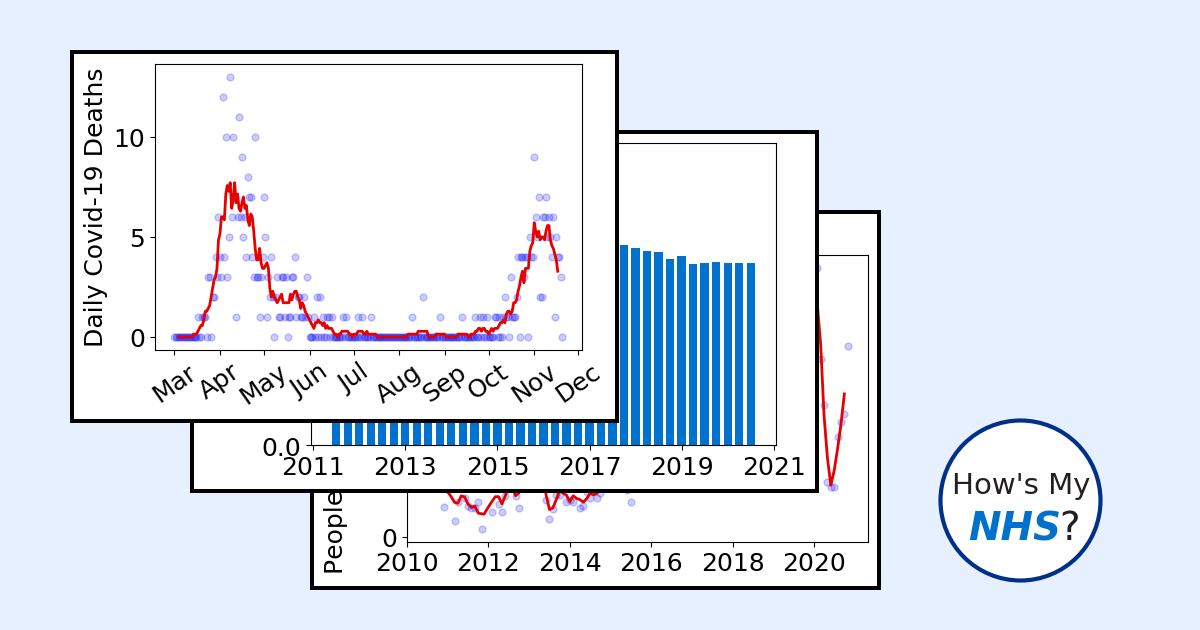 Daily Covid-19 Deaths
10
5
0
Mar Apr May Jun Jul Aug Sep Oct Nov Dec
0.0
2011 2013 2015 2017 2019 2021
People
0
2010 2012 2014 2016 2018 2020
How's My
NHS?